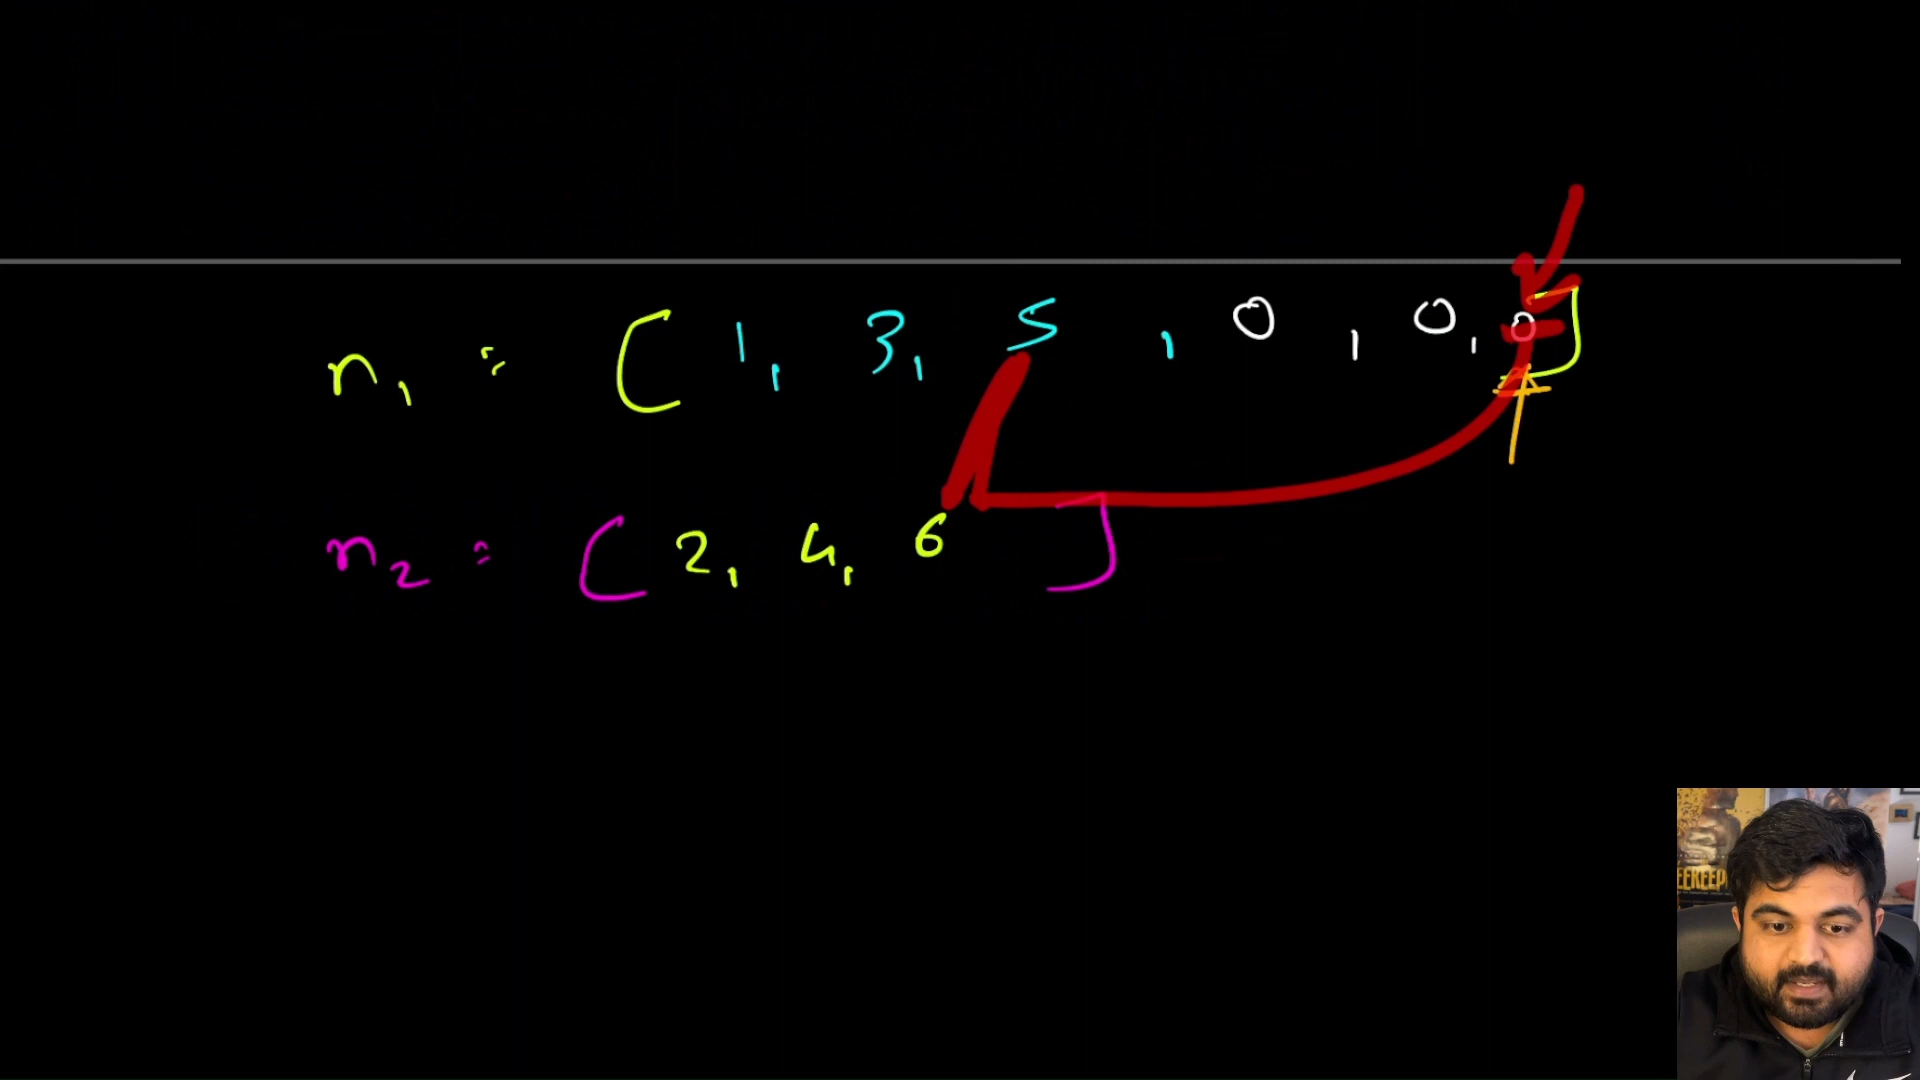 n₁ = [ 1, 3, 5 , 0 , 0, 0 ]
n₂ = [ 2, 4, 6 ]